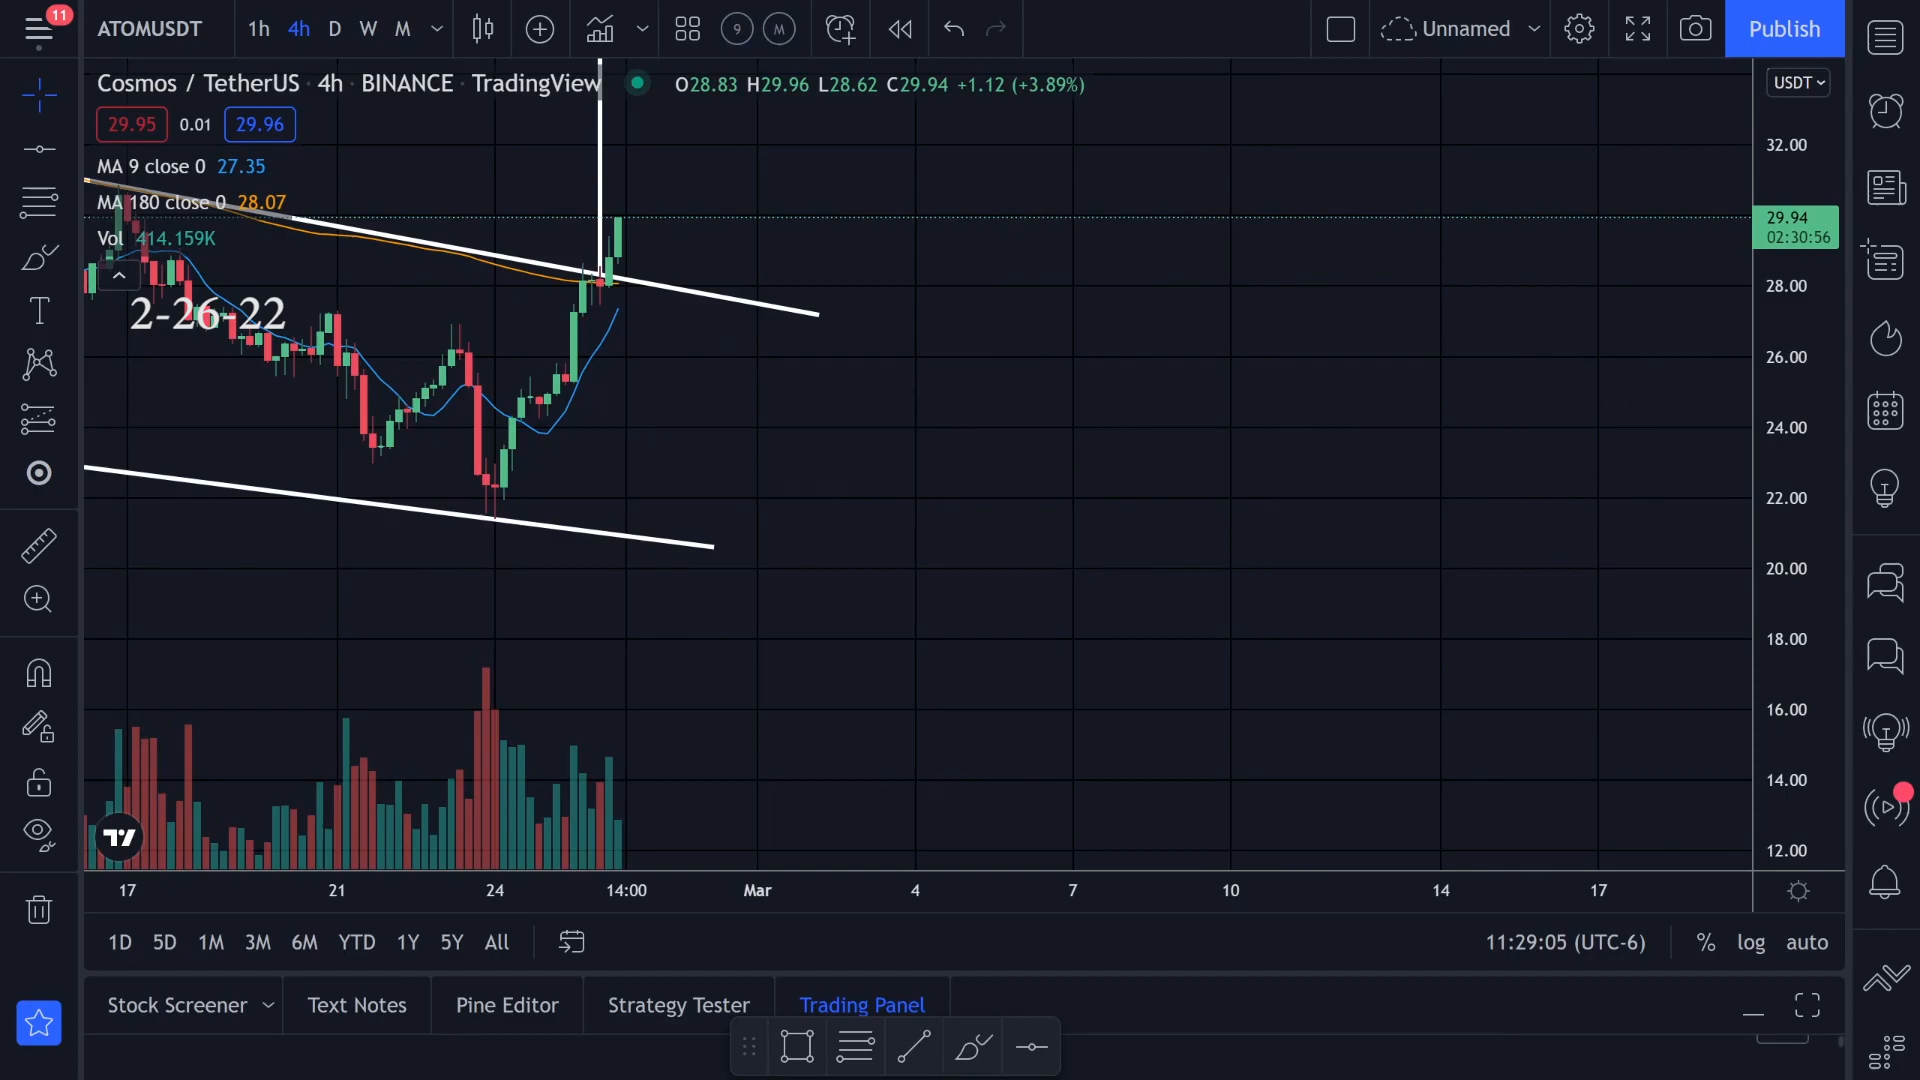 11
ATOMUSDT 1h 4h D W M 9 M Unnamed Publish
Cosmos / TetherUS · 4h · BINANCE · TradingView O28.83 H29.96 L28.62 C29.94 +1.12 (+3.89%) USDT
29.95 0.01 29.96
32.00
MA 9 close 0 27.35
MA 180 close 0 28.07
29.94
02:30:56
Vol 414.159K
28.00
2-26-22
26.00
24.00
22.00
20.00
18.00
16.00
14.00
12.00
17 21 24 14:00 Mar 4 7 10 14 17
1D 5D 1M 3M 6M YTD 1Y 5Y All 11:29:05 (UTC-6) % log auto
Stock Screener Text Notes Pine Editor Strategy Tester Trading Panel